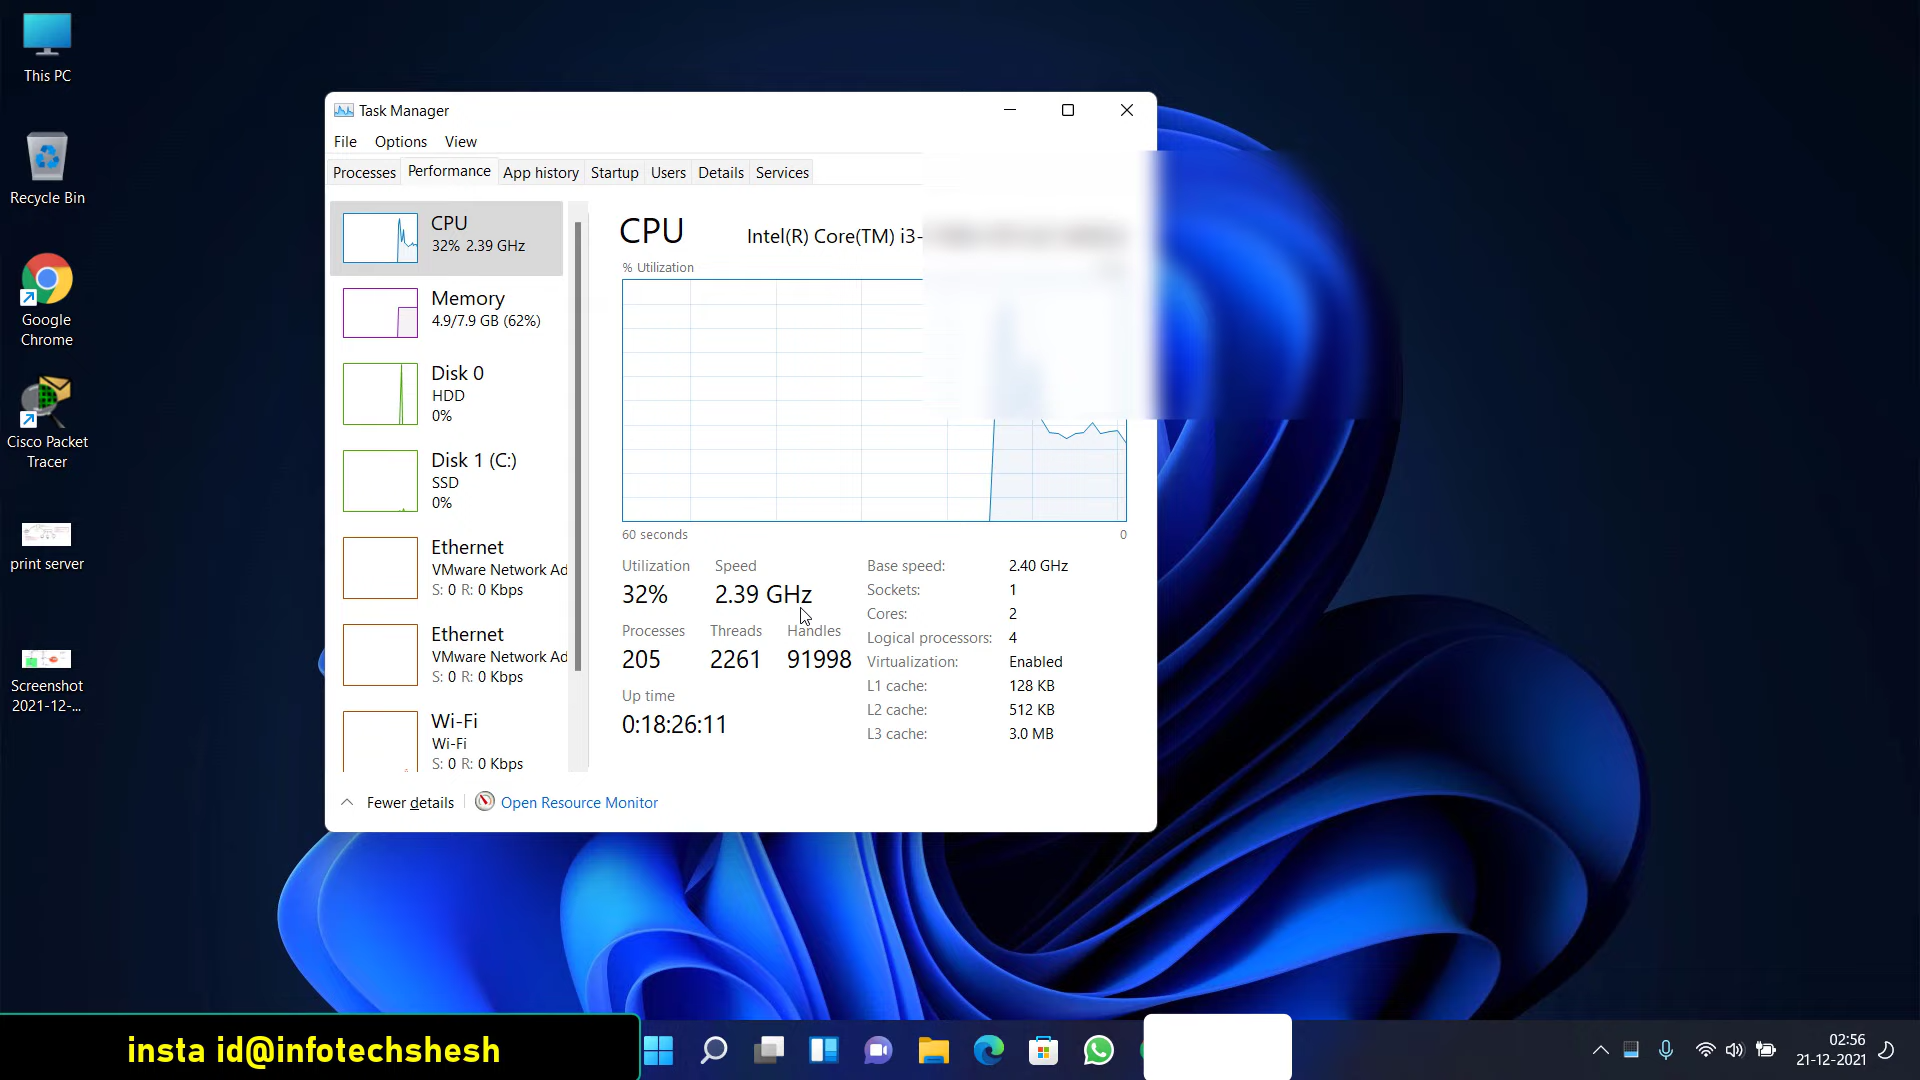 This PC
Recycle Bin
Google
Chrome
Cisco Packet
Tracer
print server
Screenshot
2021-12-...
Task Manager
File Options View
Processes Performance App history Startup Users Details Services
CPU
32% 2.39 GHz
Memory
4.9/7.9 GB (62%)
Disk 0
HDD
0%
Disk 1 (C:)
SSD
0%
Ethernet
VMware Network Ad
S: 0 R: 0 Kbps
Ethernet
VMware Network Ad
S: 0 R: 0 Kbps
Wi-Fi
Wi-Fi
S: 0 R: 0 Kbps
CPU Intel(R) Core(TM) i3-
% Utilization
60 seconds 0
Utilization Speed
32% 2.39 GHz
Processes Threads Handles
205 2261 91998
Up time
0:18:26:11
Base speed: 2.40 GHz
Sockets: 1
Cores: 2
Logical processors: 4
Virtualization: Enabled
L1 cache: 128 KB
L2 cache: 512 KB
L3 cache: 3.0 MB
Fewer details Open Resource Monitor
insta id@infotechshesh
02:56
21-12-2021